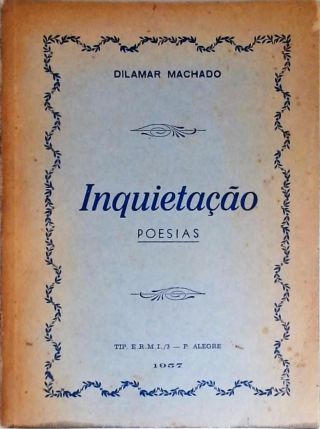 DILAMAR MACHADO
Inquietação
POESIAS
TIP. E.R.M.I./3 — P. ALEGRE
1957